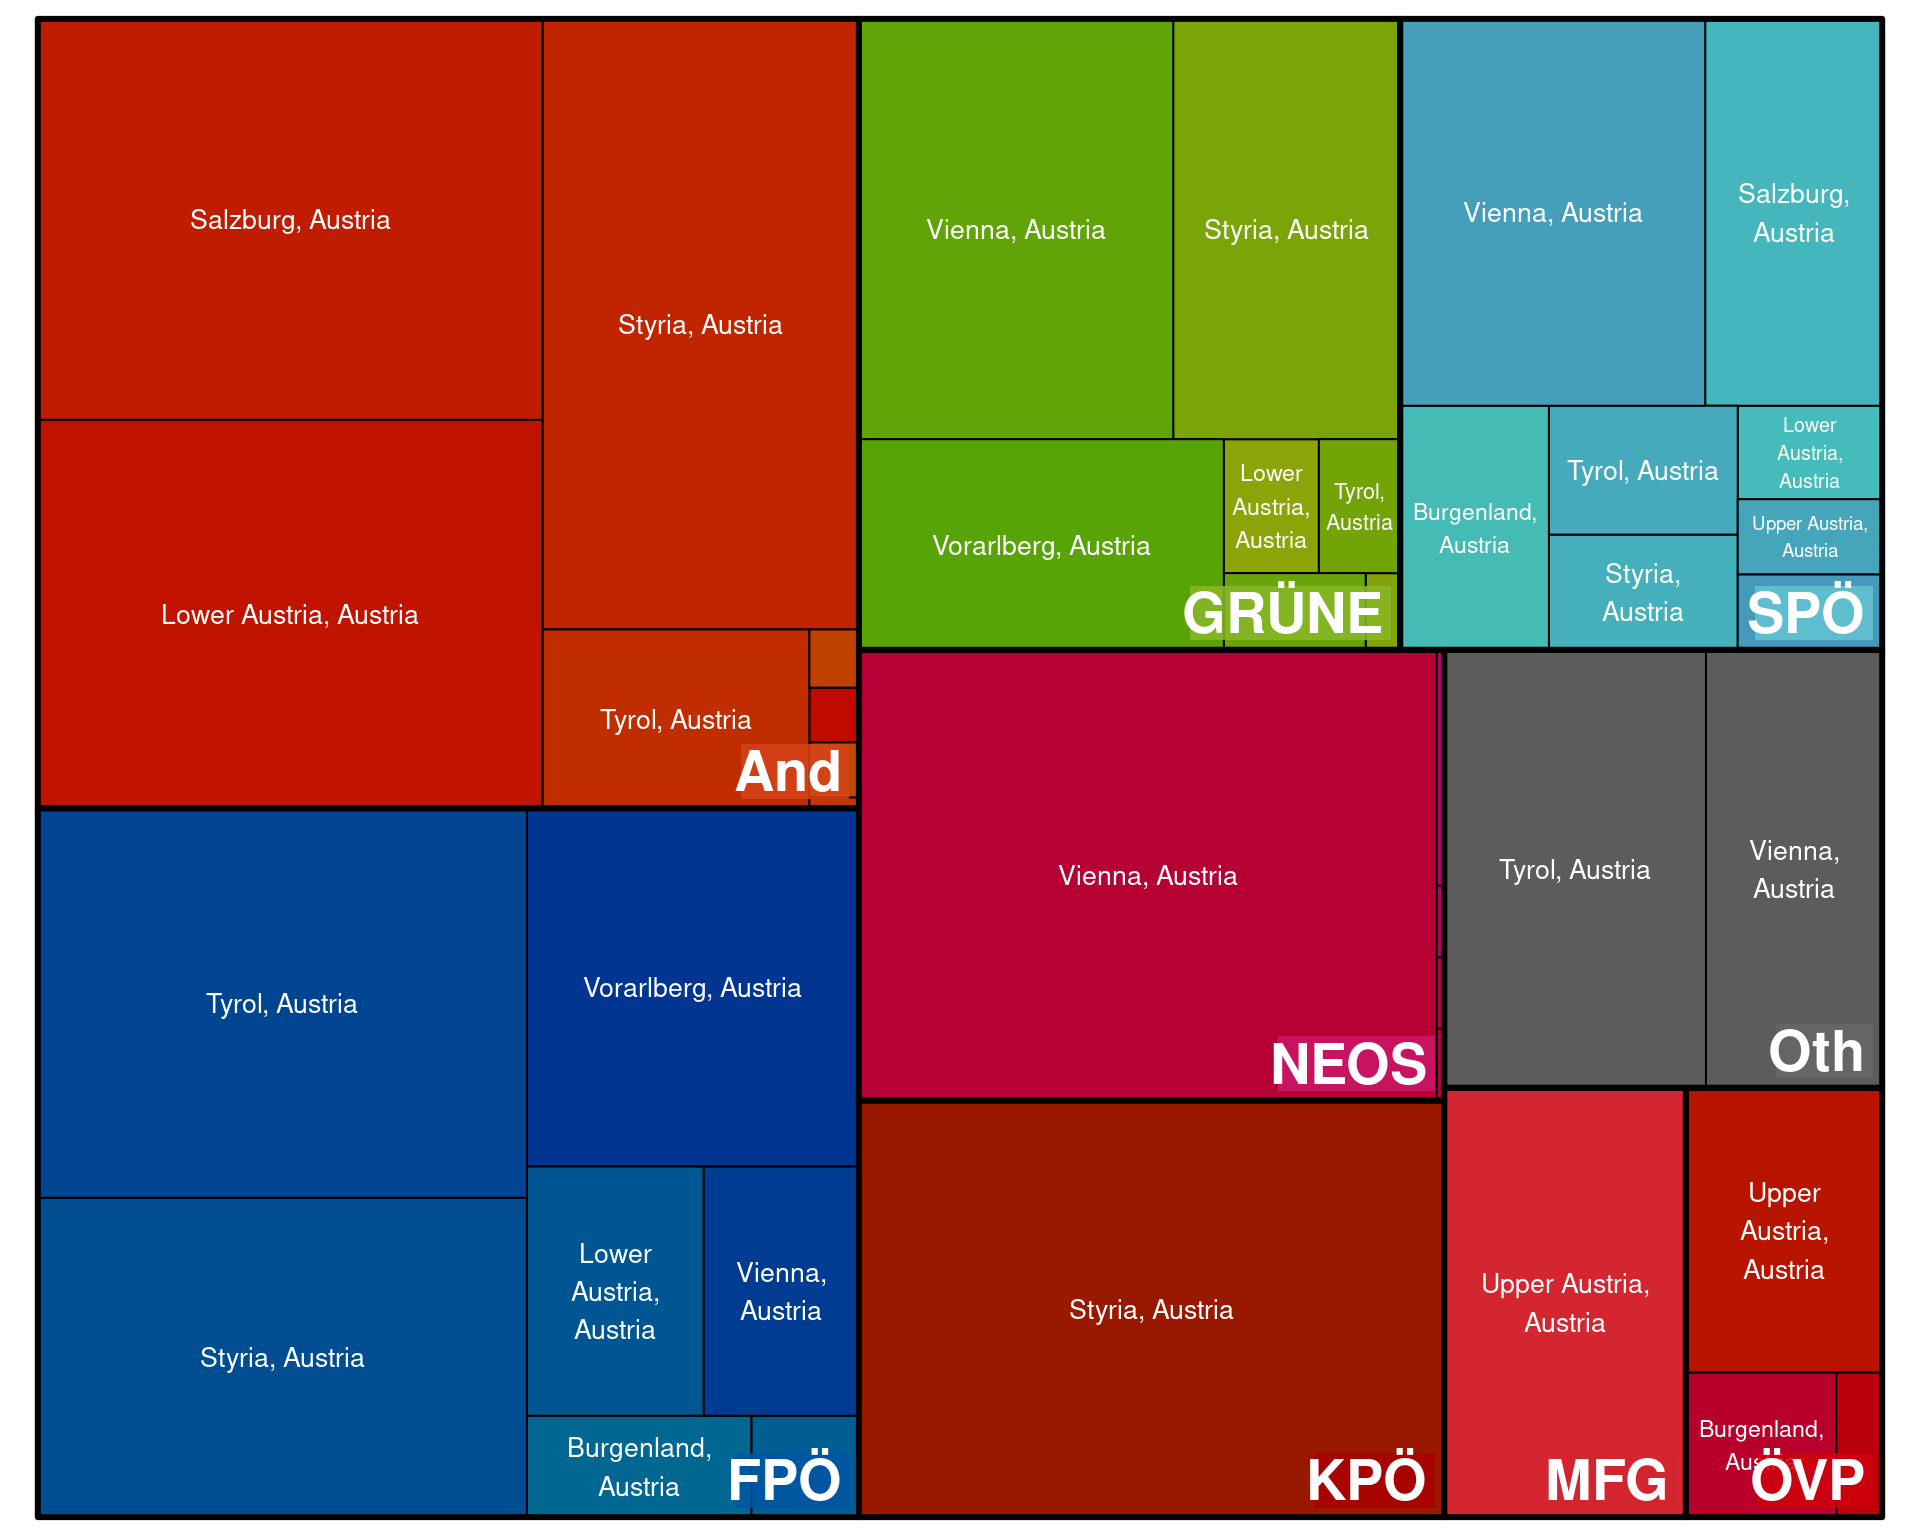 Salzburg, Austria
Styria, Austria
Lower Austria, Austria
Tyrol, Austria
And
Vienna, Austria
Styria, Austria
Vorarlberg, Austria
Lower
Austria,
Austria
Tyrol,
Austria
GRÜNE
Vienna, Austria
Salzburg,
Austria
Burgenland,
Austria
Tyrol, Austria
Styria,
Austria
Lower
Austria,
Austria
Upper Austria,
Austria
SPÖ
Tyrol, Austria
Vorarlberg, Austria
Styria, Austria
Lower
Austria,
Austria
Vienna,
Austria
Burgenland,
Austria
FPÖ
Vienna, Austria
NEOS
Tyrol, Austria
Vienna,
Austria
Oth
Styria, Austria
KPÖ
Upper Austria,
Austria
MFG
Upper
Austria,
Austria
Burgenland,
ÖVP